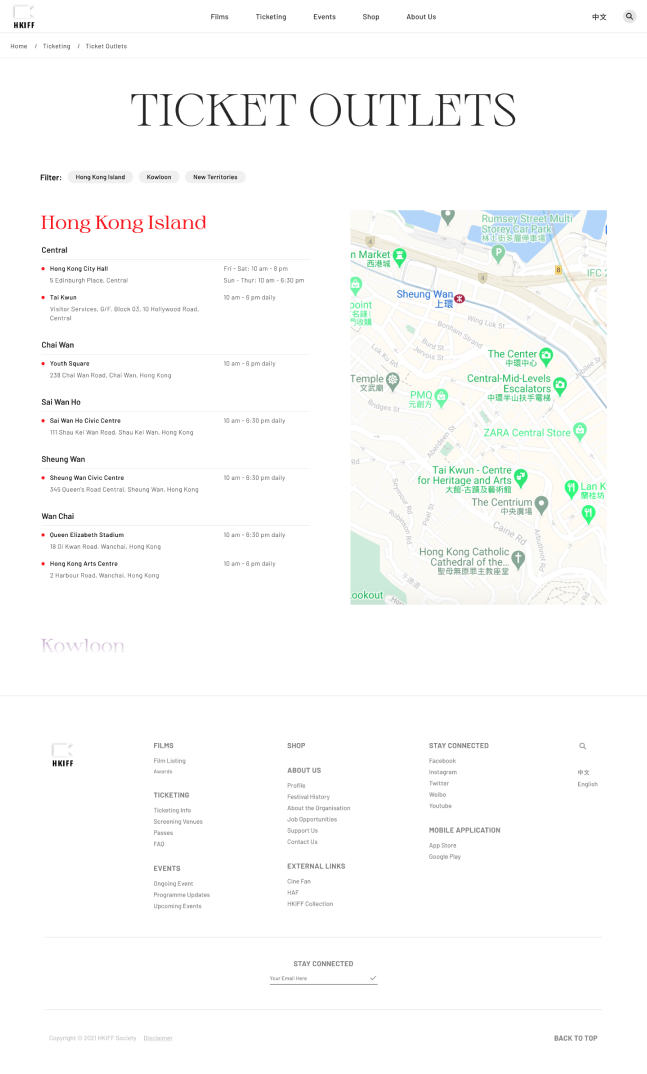 HKIFF
Films
Ticketing
Events
Shop
About Us
中文
Home / Ticketing / Ticket Outlets
TICKET OUTLETS
Filter:
Hong Kong Island
Kowloon
New Territories
Hong Kong Island
Central
Hong Kong City Hall
Fri - Sat: 10 am - 8 pm
5 Edinburgh Place, Central
Sun - Thur: 10 am - 6:30 pm
Tai Kwun
10 am - 6 pm daily
Visitor Services, G/F, Block 03, 10 Hollywood Road,
Central
Chai Wan
Youth Square
10 am - 6 pm daily
238 Chai Wan Road, Chai Wan, Hong Kong
Sai Wan Ho
Sai Wan Ho Civic Centre
10 am - 6:30 pm daily
111 Shau Kei Wan Road, Shau Kei Wan, Hong Kong
Sheung Wan
Sheung Wan Civic Centre
10 am - 6:30 pm daily
345 Queen's Road Central, Sheung Wan, Hong Kong
Wan Chai
Queen Elizabeth Stadium
10 am - 6:30 pm daily
18 Oi Kwan Road, Wanchai, Hong Kong
Hong Kong Arts Centre
10 am - 6 pm daily
2 Harbour Road, Wanchai, Hong Kong
Kowloon
Rumsey Street Multi
Storey Car Park
林士街多層停車場
4
n Market
西港城
8
IFC 2
Sheung Wan
上環
point
Wing Lok St
Bonham Strand
Burd St
Jervois St
Lok Ku Rd
The Center
中環中心
Jubilee St
Temple
文武廟
Central-Mid-Levels
Escalators
中環半山扶手電梯
PMQ
元創方
Bridges St
ZARA Central Store
Aberdeen St
Rd
Tai Kwun - Centre
for Heritage and Arts
大館-古蹟及藝術館
Seymour Rd
Lan K
蘭桂坊
The Centrium
中央廣場
Robinson Rd
Peel St
Caine Rd
Arbuthnot Rd
Hong Kong Catholic
Cathedral of the...
聖母無原罪主教座堂
ookout
4
HKIFF
FILMS
Film Listing
Awards
TICKETING
Ticketing Info
Screening Venues
Passes
FAQ
EVENTS
Ongoing Event
Programme Updates
Upcoming Events
SHOP
ABOUT US
Profile
Festival History
About the Organisation
Job Opportunities
Support Us
Contact Us
EXTERNAL LINKS
Cine Fan
HAF
HKIFF Collection
STAY CONNECTED
Facebook
Instagram
Twitter
Weibo
Youtube
MOBILE APPLICATION
App Store
Google Play
中文
English
STAY CONNECTED
Your Email Here
Copyright © 2021 HKIFF Society
Disclaimer
BACK TO TOP